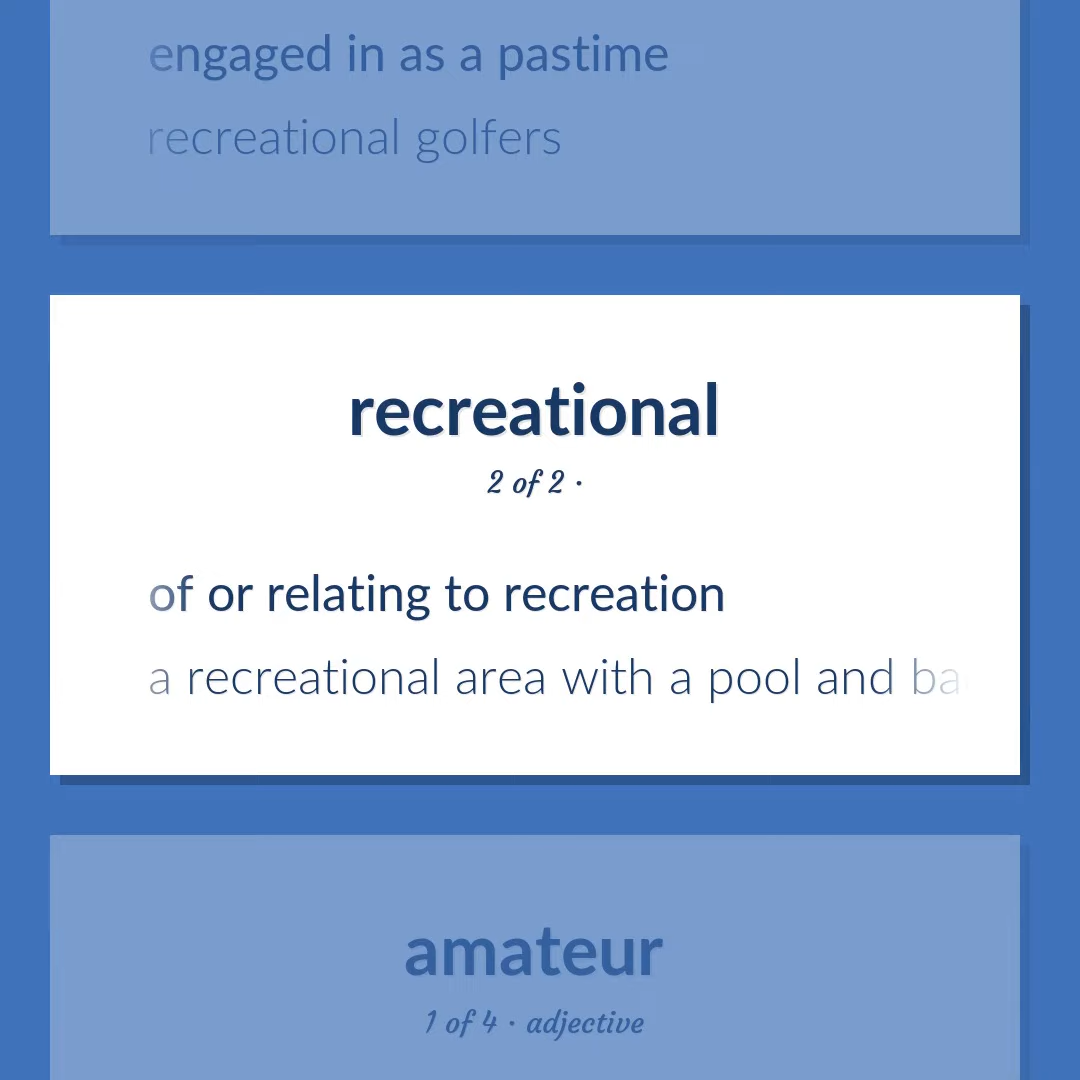 engaged in as a pastime
recreational golfers
recreational
2 of 2 ·
of or relating to recreation
a recreational area with a pool and
amateur
1 of 4 · adjective